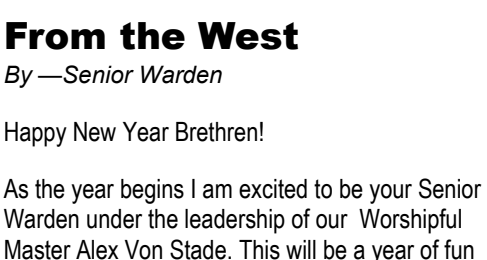 From the West
By —Senior Warden
Happy New Year Brethren!
As the year begins I am excited to be your Senior
Warden under the leadership of our Worshipful
Master Alex Von Stade. This will be a year of fun